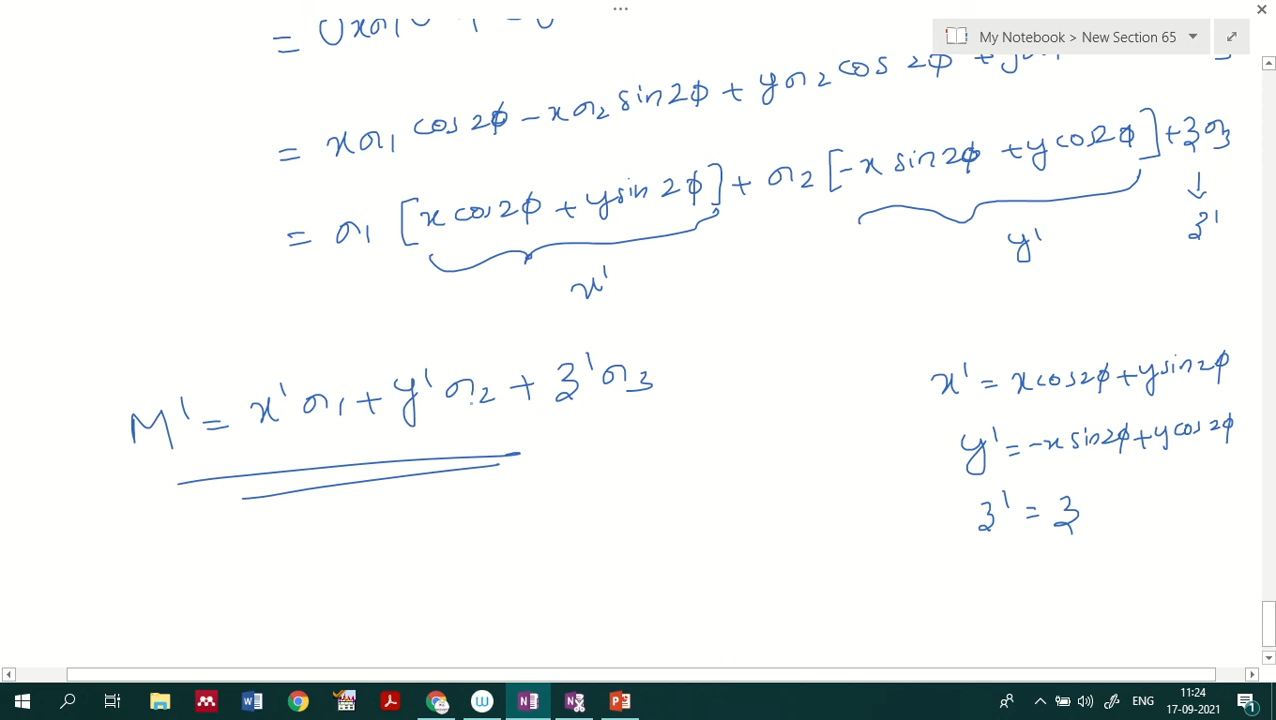 My Notebook > New Section 65
= xσ₁ cos 2φ - xσ₂ sin 2φ + yσ₂ cos 2φ +
= σ₁ [x cos 2φ + y sin 2φ] + σ₂ [-x sin 2φ + y cos 2φ] + zσ₃
x' y' z'
M' = x'σ₁ + y'σ₂ + z'σ₃
x' = x cos 2φ + y sin 2φ
y' = -x sin 2φ + y cos 2φ
z' = z
ENG
11:24
17-09-2021